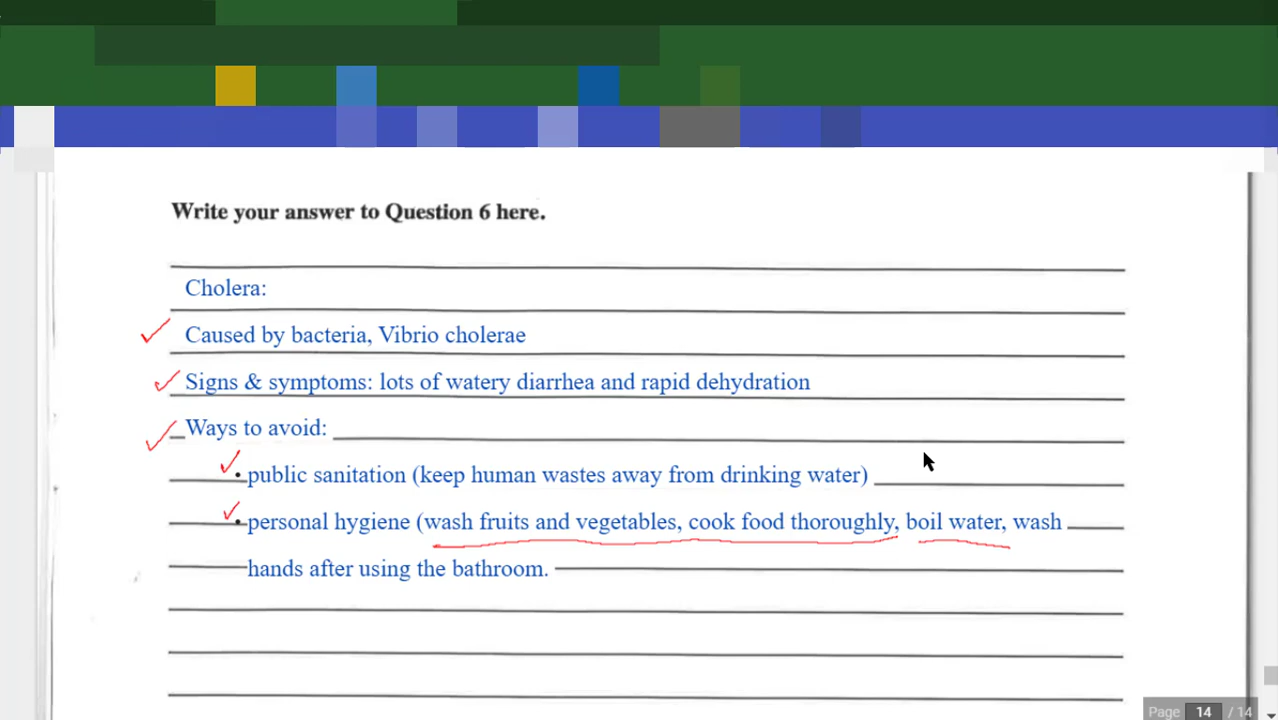 Write your answer to Question 6 here.
Cholera:
Caused by bacteria, Vibrio cholerae
Signs & symptoms: lots of watery diarrhea and rapid dehydration
Ways to avoid:
• public sanitation (keep human wastes away from drinking water)
• personal hygiene (wash fruits and vegetables, cook food thoroughly, boil water, wash
hands after using the bathroom.
Page 14 / 14